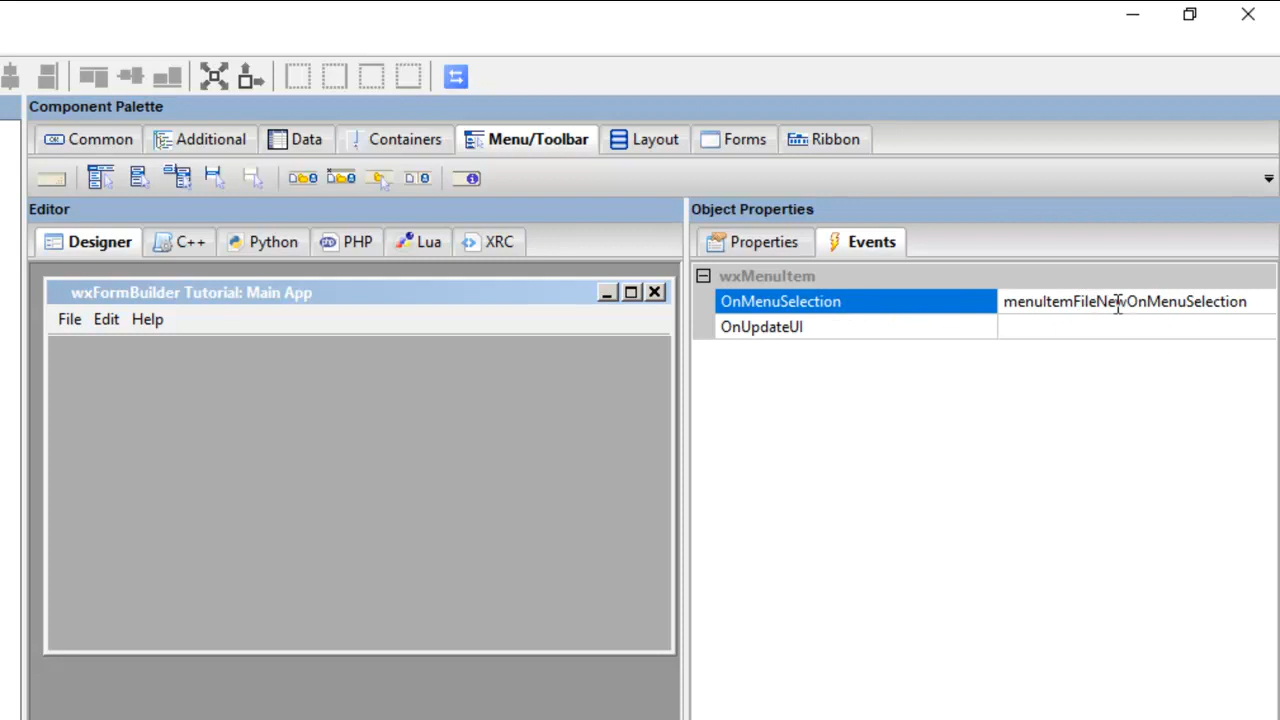 Component Palette
Common Additional Data Containers Menu/Toolbar Layout Forms Ribbon
Editor
Designer C++ Python PHP Lua XRC
wxFormBuilder Tutorial: Main App
File Edit Help
Object Properties
Properties Events
wxMenuItem
OnMenuSelection menuItemFileNewOnMenuSelection
OnUpdateUI